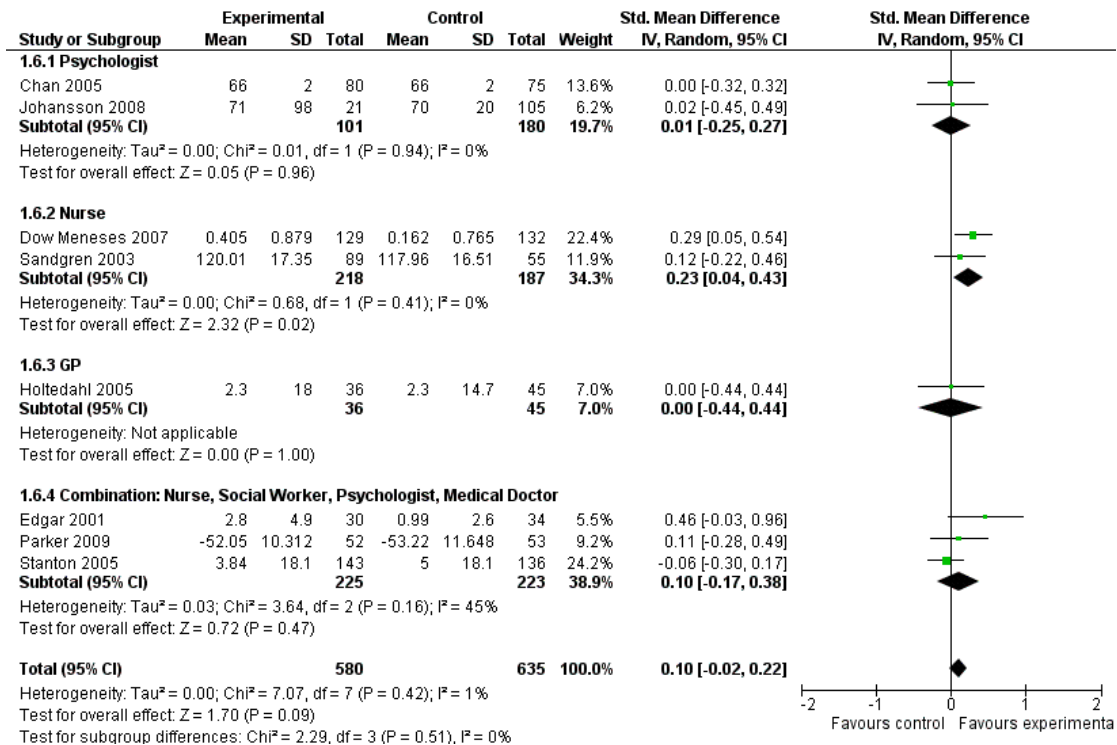 Experimental Control Std. Mean Difference Std. Mean Difference
Study or Subgroup Mean SD Total Mean SD Total Weight IV, Random, 95% CI IV, Random, 95% CI
1.6.1 Psychologist
Chan 2005 66 2 80 66 2 75 13.6% 0.00 [-0.32, 0.32]
Johansson 2008 71 98 21 70 20 105 6.2% 0.02 [-0.45, 0.49]
Subtotal (95% CI) 101 180 19.7% 0.01 [-0.25, 0.27]
Heterogeneity: Tau² = 0.00; Chi² = 0.01, df = 1 (P = 0.94); I² = 0%
Test for overall effect: Z = 0.05 (P = 0.96)
1.6.2 Nurse
Dow Meneses 2007 0.405 0.879 129 0.162 0.765 132 22.4% 0.29 [0.05, 0.54]
Sandgren 2003 120.01 17.35 89 117.96 16.51 55 11.9% 0.12 [-0.22, 0.46]
Subtotal (95% CI) 218 187 34.3% 0.23 [0.04, 0.43]
Heterogeneity: Tau² = 0.00; Chi² = 0.68, df = 1 (P = 0.41); I² = 0%
Test for overall effect: Z = 2.32 (P = 0.02)
1.6.3 GP
Holtedahl 2005 2.3 18 36 2.3 14.7 45 7.0% 0.00 [-0.44, 0.44]
Subtotal (95% CI) 36 45 7.0% 0.00 [-0.44, 0.44]
Heterogeneity: Not applicable
Test for overall effect: Z = 0.00 (P = 1.00)
1.6.4 Combination: Nurse, Social Worker, Psychologist, Medical Doctor
Edgar 2001 2.8 4.9 30 0.99 2.6 34 5.5% 0.46 [-0.03, 0.96]
Parker 2009 -52.05 10.312 52 -53.22 11.648 53 9.2% 0.11 [-0.28, 0.49]
Stanton 2005 3.84 18.1 143 5 18.1 136 24.2% -0.06 [-0.30, 0.17]
Subtotal (95% CI) 225 223 38.9% 0.10 [-0.17, 0.38]
Heterogeneity: Tau² = 0.03; Chi² = 3.64, df = 2 (P = 0.16); I² = 45%
Test for overall effect: Z = 0.72 (P = 0.47)
Total (95% CI) 580 635 100.0% 0.10 [-0.02, 0.22]
Heterogeneity: Tau² = 0.00; Chi² = 7.07, df = 7 (P = 0.42); I² = 1%
Test for overall effect: Z = 1.70 (P = 0.09)
Test for subgroup differences: Chi² = 2.29, df = 3 (P = 0.51), I² = 0%
-2 -1 0 1 2
Favours control Favours experimenta